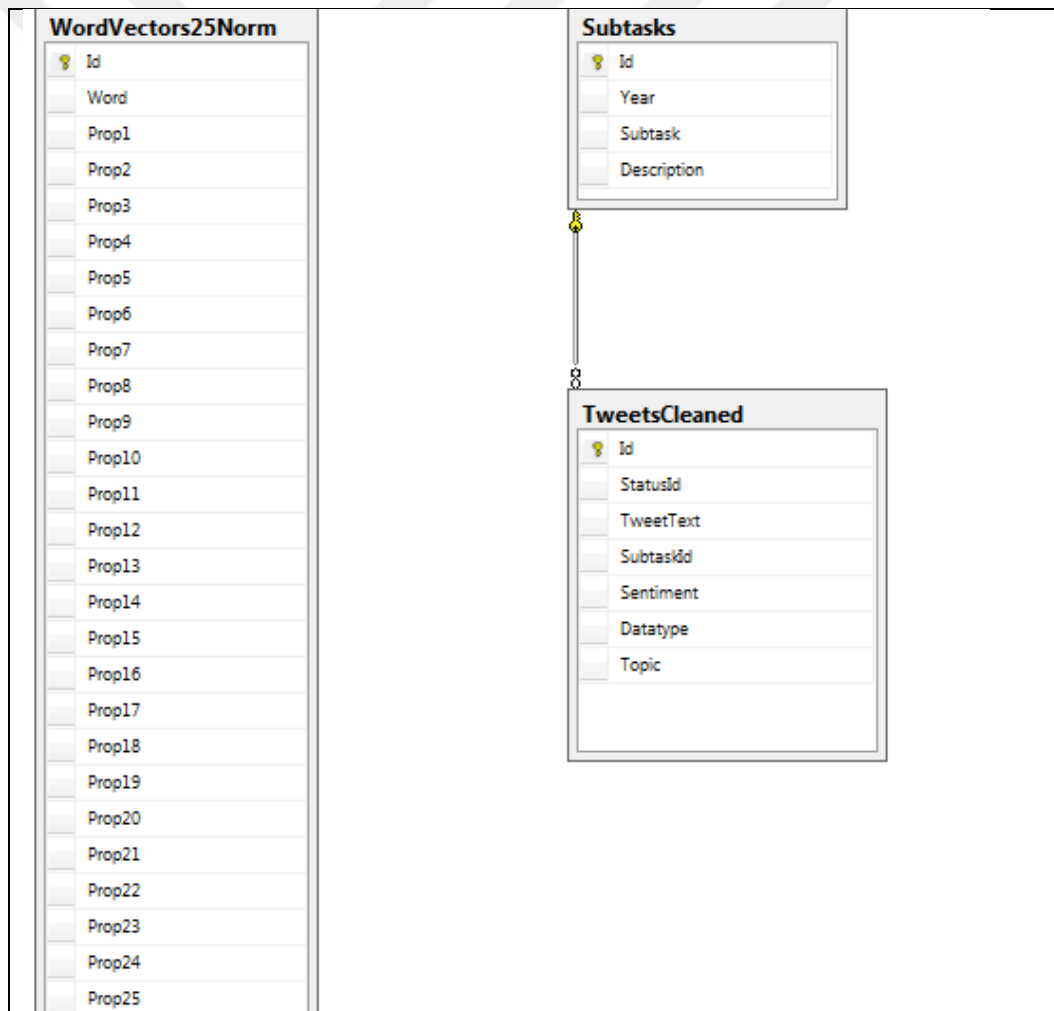 WordVectors25Norm
Id
Word
Prop1
Prop2
Prop3
Prop4
Prop5
Prop6
Prop7
Prop8
Prop9
Prop10
Prop11
Prop12
Prop13
Prop14
Prop15
Prop16
Prop17
Prop18
Prop19
Prop20
Prop21
Prop22
Prop23
Prop24
Prop25
Subtasks
Id
Year
Subtask
Description
TweetsCleaned
Id
StatusId
TweetText
SubtaskId
Sentiment
Datatype
Topic